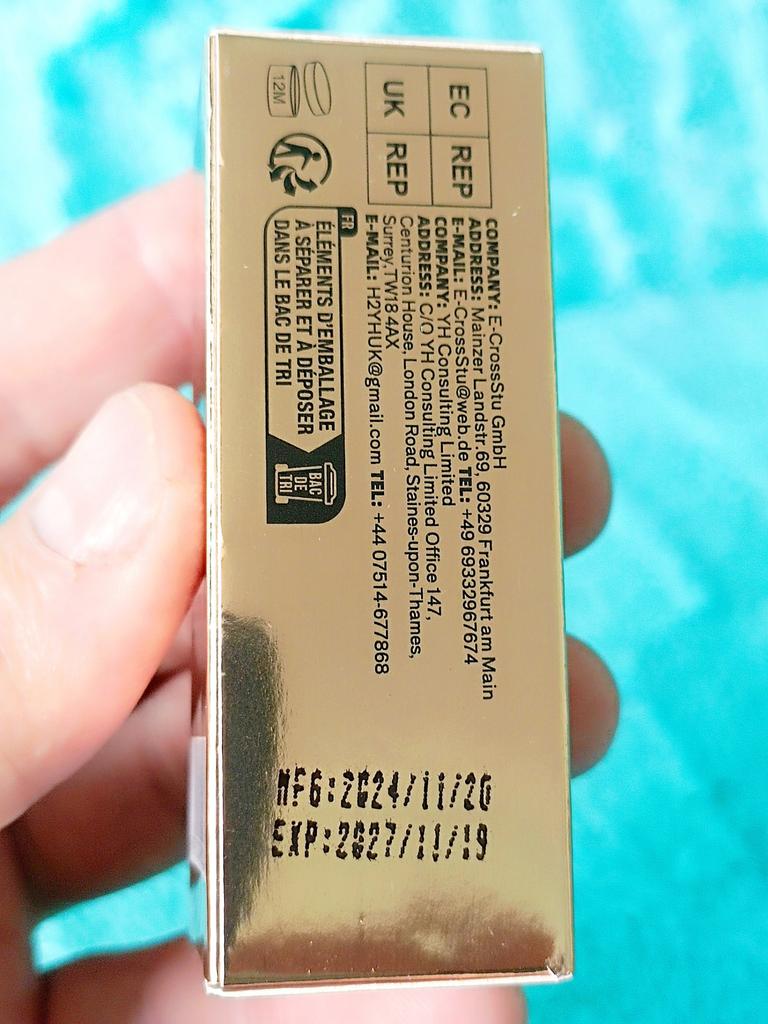 EC REP
COMPANY: E-CrossStu GmbH
ADDRESS: Mainzer Landstr.69, 60329 Frankfurt am Main
E-MAIL: E-CrossStu@web.de TEL: +49 69332967674
UK REP
COMPANY: YH Consulting Limited
ADDRESS: C/O YH Consulting Limited Office 147,
Centurion House, London Road, Staines-upon-Thames,
Surrey, TW18 4AX
E-MAIL: H2YHUK@gmail.com TEL: +44 07514-677868
12M
FR
ÉLÉMENTS D'EMBALLAGE
À SÉPARER ET À DÉPOSER
DANS LE BAC DE TRI
BAC
DE
TRI
MFG:2024/11/20
EXP:2027/11/19